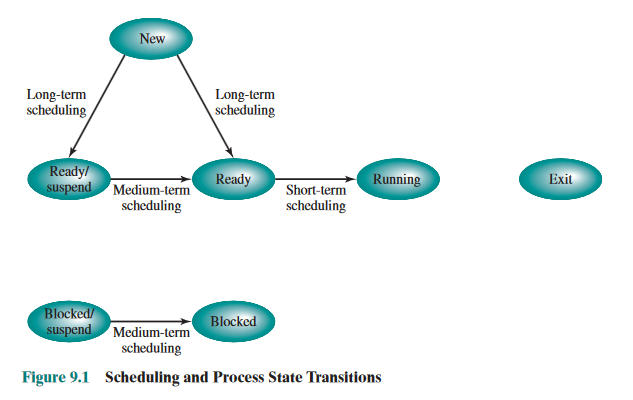 New
Long-term
scheduling
Long-term
scheduling
Ready/
suspend
Medium-term
scheduling
Ready
Short-term
scheduling
Running
Exit
Blocked/
suspend
Medium-term
scheduling
Blocked
Figure 9.1 Scheduling and Process State Transitions